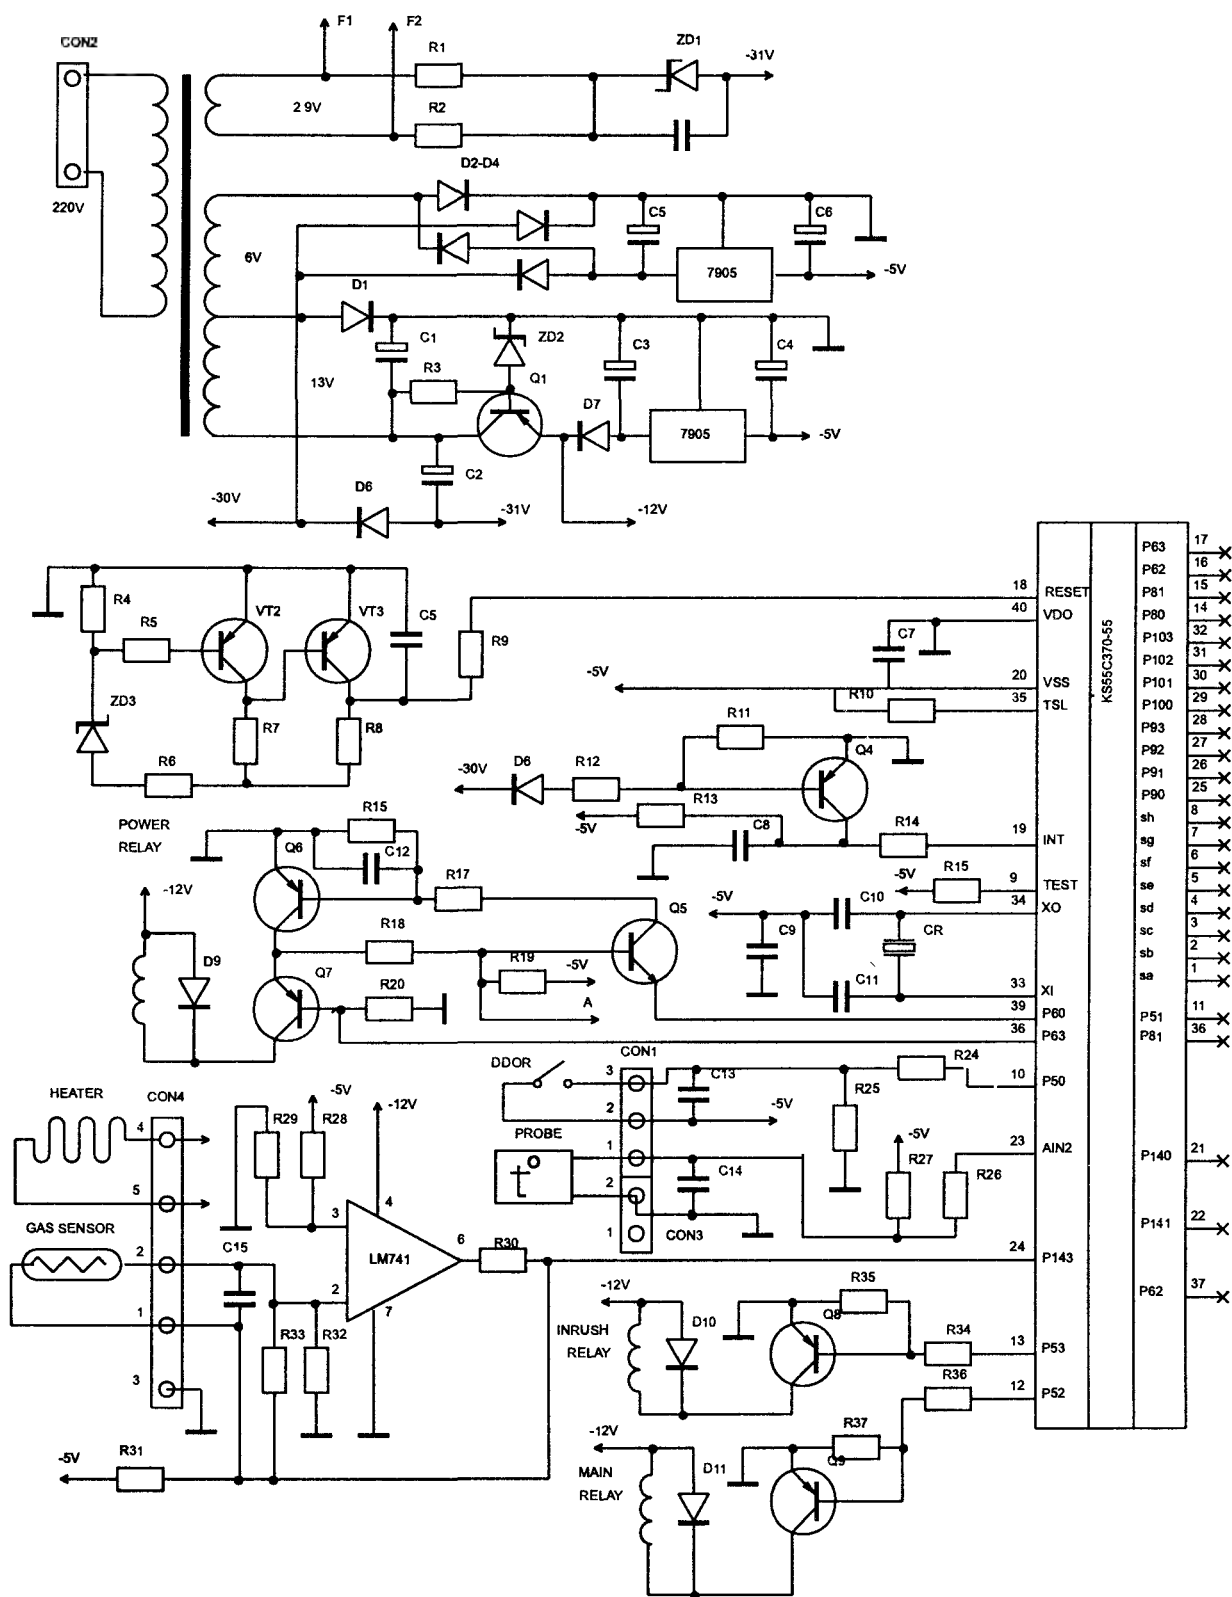 F1
F2
CON2
R1
ZD1
-31V
2 9V
R2
D2-D4
220V
C5
C6
6V
7905
-5V
D1
C1
ZD2
C3
C4
13V
R3
Q1
D7
7905
-5V
C2
-30V
D6
-31V
-12V
R4
R5
VT2
VT3
C5
R9
ZD3
R7
R8
R6
18
RESET
40
VDO
C7
-5V
20
VSS
35
TSL
R10
R11
Q4
-30V
D6
R12
R13
-5V
C8
R14
19
INT
-5V
R15
9
TEST
34
XO
KS55C370-55
P63
17
P62
16
P81
15
P80
14
P103
32
P102
31
P101
30
P100
29
P93
28
P92
27
P91
26
P90
25
sh
8
sg
7
sf
6
se
5
sd
4
sc
3
sb
2
sa
1
P51
11
P81
36
P140
21
P141
22
P62
37
POWER
RELAY
Q6
R15
C12
R17
-12V
R18
Q5
-5V
C10
C9
CR
D9
Q7
R19
-5V
C11
33
XI
R20
A
39
P60
36
P63
DDOR
CON1
3
C13
R24
R25
10
P50
2
-5V
PROBE
1
-5V
23
AIN2
t
C14
R27
R26
2
1
CON3
HEATER
CON4
-5V
-12V
R29
R28
4
5
GAS SENSOR
C15
2
3
4
6
R30
LM741
2
7
24
P143
1
R33
R32
3
-5V
R31
-12V
R35
INRUSH
RELAY
D10
Q8
R34
13
P53
R36
12
P52
-12V
R37
MAIN
RELAY
D11
Q9